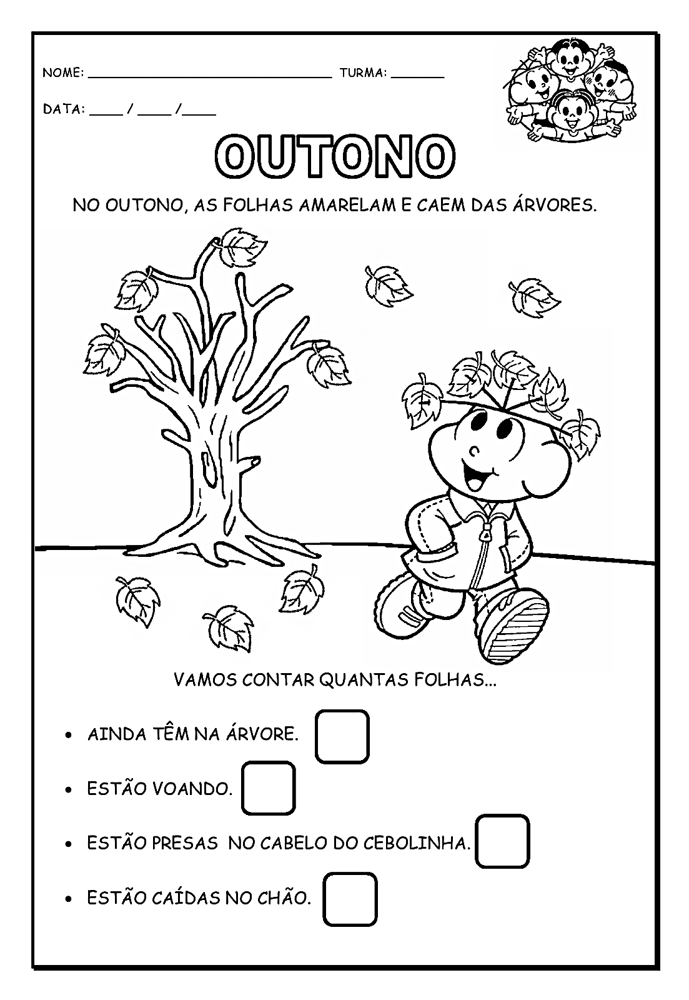 NOME: ______________________________ TURMA: _______
DATA: ____ / ____ /____
OUTONO
NO OUTONO, AS FOLHAS AMARELAM E CAEM DAS ÁRVORES.
VAMOS CONTAR QUANTAS FOLHAS...
• AINDA TÊM NA ÁRVORE.
• ESTÃO VOANDO.
• ESTÃO PRESAS NO CABELO DO CEBOLINHA.
• ESTÃO CAÍDAS NO CHÃO.